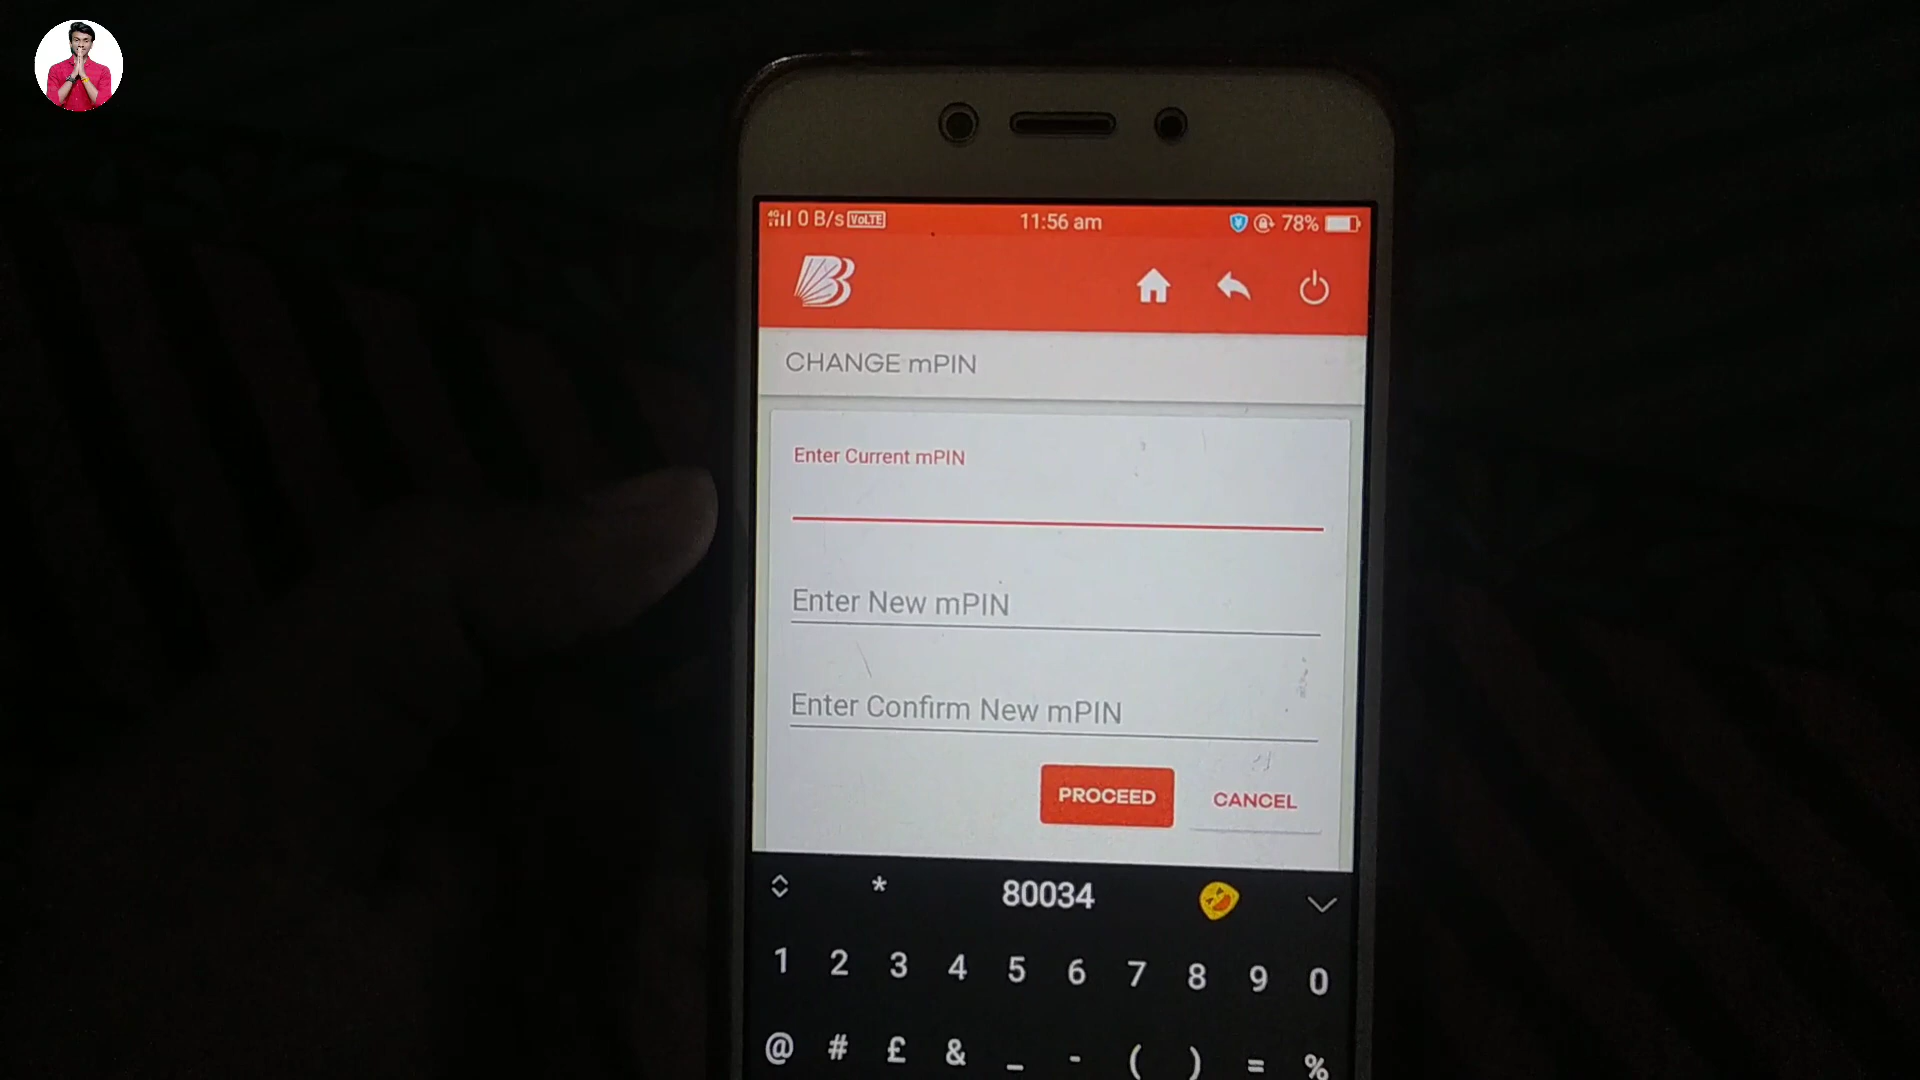 4G 0 B/s VoLTE 11:56 am 78%
CHANGE mPIN
Enter Current mPIN
Enter New mPIN
Enter Confirm New mPIN
PROCEED CANCEL
* 80034
1 2 3 4 5 6 7 8 9 0
@ # £ & _ - ( ) = %